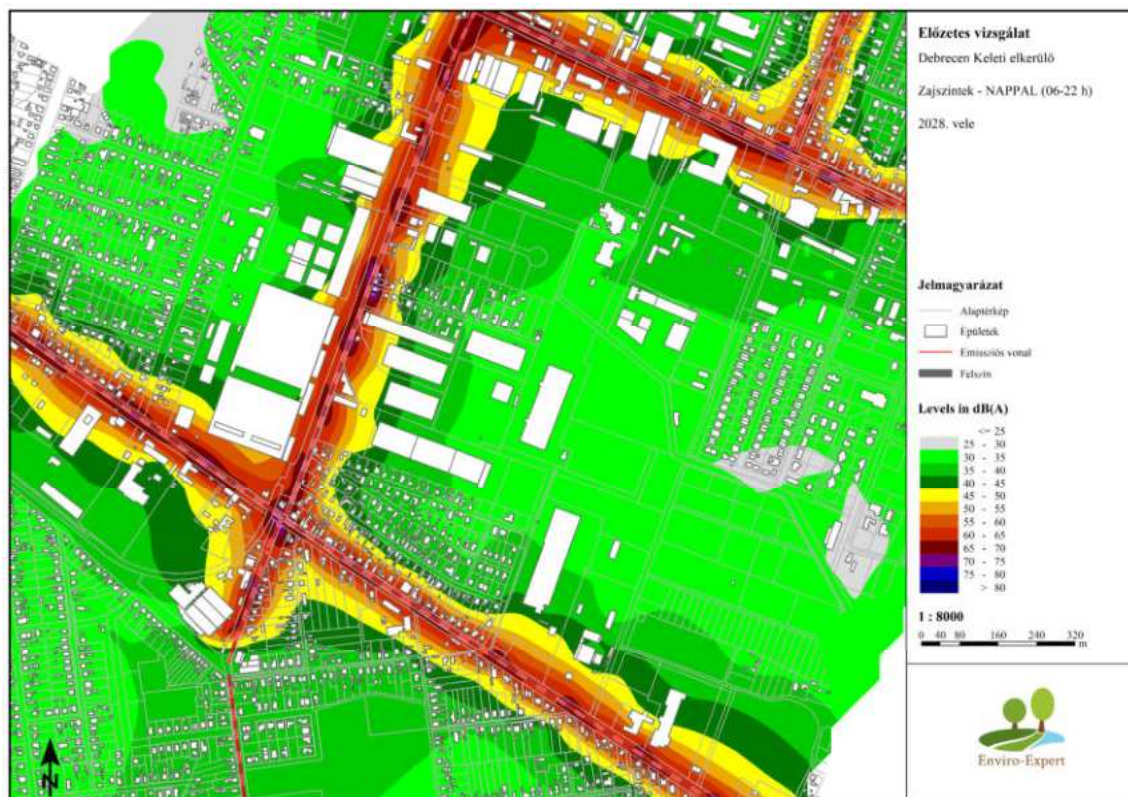 Előzetes vizsgálat
Debrecen Keleti elkerülő
Zajszintek - NAPPAL (06-22 h)
2028. vele
Jelmagyarázat
Alaptérkép
Épületek
Emissziós vonal
Felszín
Levels in dB(A)
<= 25
25 - 30
30 - 35
35 - 40
40 - 45
45 - 50
50 - 55
55 - 60
60 - 65
65 - 70
70 - 75
75 - 80
> 80
1 : 8000
0 40 80 160 240 320
m
Enviro-Expert
N